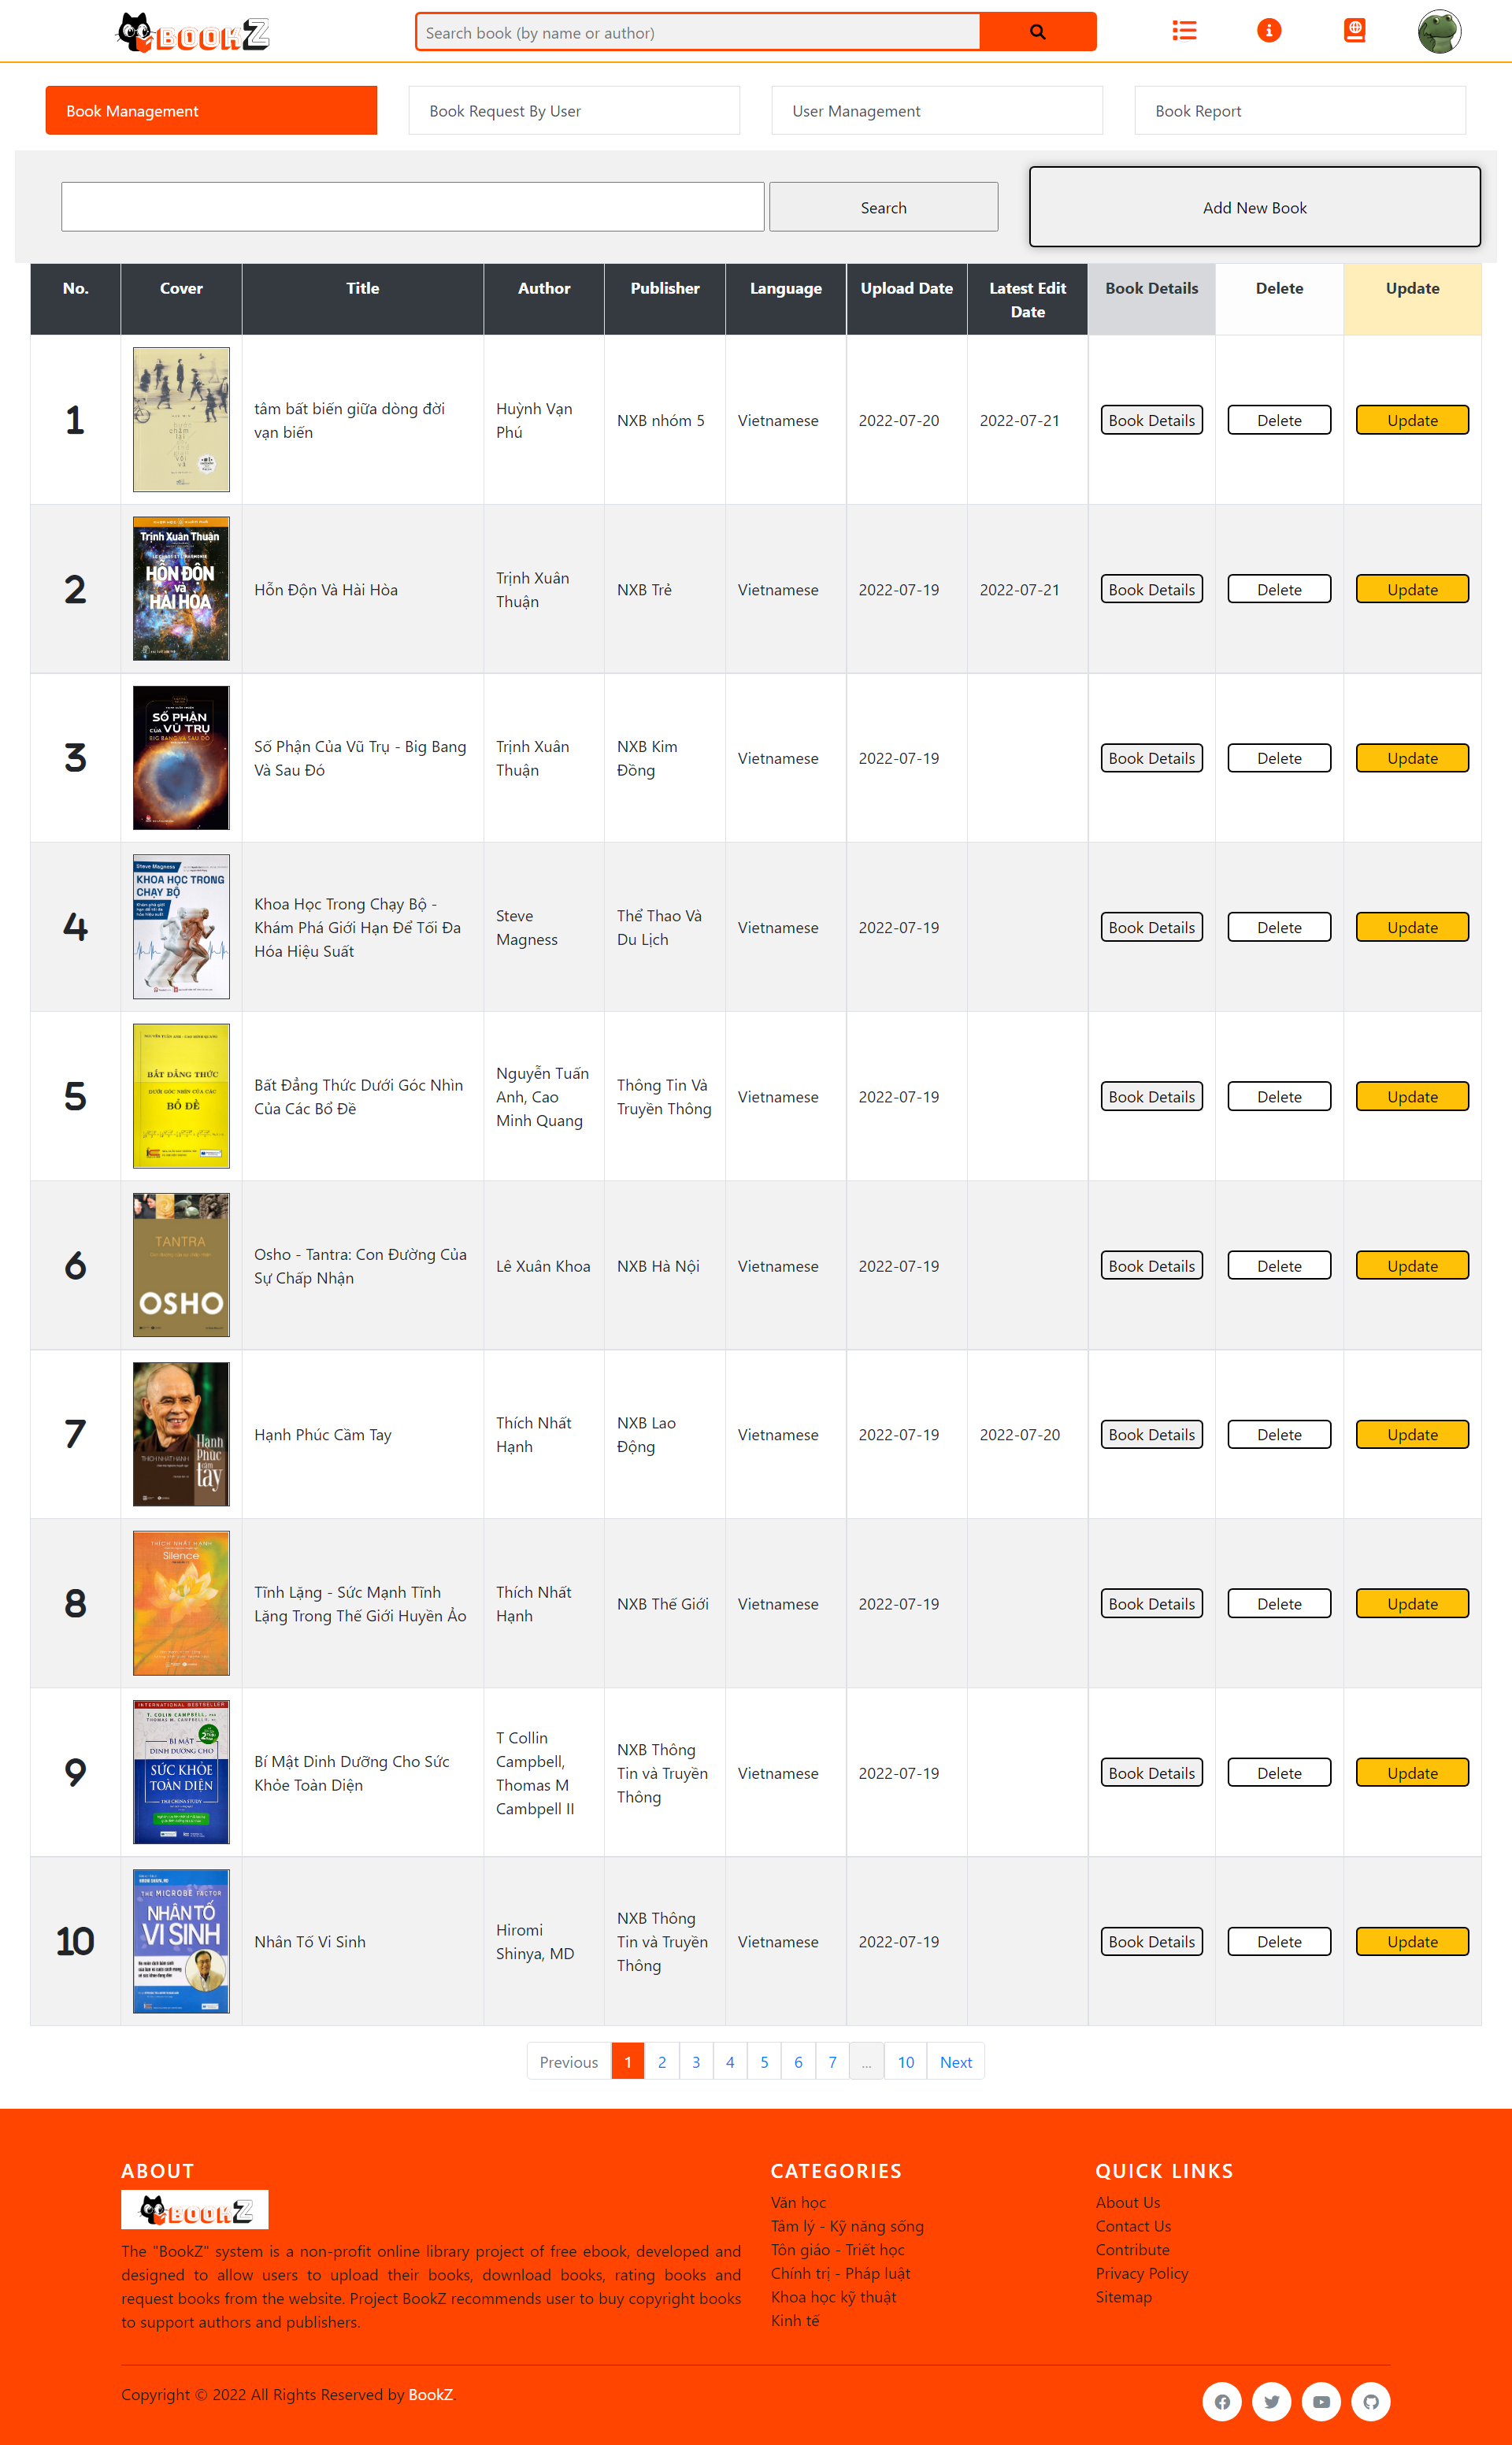 BOOKZ
Search book (by name or author)
Book Management
Book Request By User
User Management
Book Report
Search
Add New Book
No. Cover Title Author Publisher Language Upload Date Latest Edit Date Book Details Delete Update
1 tâm bất biến giữa dòng đời vạn biến Huỳnh Vạn Phú NXB nhóm 5 Vietnamese 2022-07-20 2022-07-21 Book Details Delete Update
Trịnh Xuân Thuận
HỖN ĐỘN
và
HÀI HÒA
2 Hỗn Độn Và Hài Hòa Trịnh Xuân Thuận NXB Trẻ Vietnamese 2022-07-19 2022-07-21 Book Details Delete Update
SỐ PHẬN
CỦA VŨ TRỤ
BIG BANG VÀ SAU ĐÓ
3 Số Phận Của Vũ Trụ - Big Bang Và Sau Đó Trịnh Xuân Thuận NXB Kim Đồng Vietnamese 2022-07-19 Book Details Delete Update
Steve Magness
KHOA HỌC TRONG
CHẠY BỘ
4 Khoa Học Trong Chạy Bộ - Khám Phá Giới Hạn Để Tối Đa Hóa Hiệu Suất Steve Magness Thể Thao Và Du Lịch Vietnamese 2022-07-19 Book Details Delete Update
BẤT ĐẲNG THỨC
DƯỚI GÓC NHÌN CỦA CÁC
BỔ ĐỀ
5 Bất Đẳng Thức Dưới Góc Nhìn Của Các Bổ Đề Nguyễn Tuấn Anh, Cao Minh Quang Thông Tin Và Truyền Thông Vietnamese 2022-07-19 Book Details Delete Update
TANTRA
OSHO
6 Osho - Tantra: Con Đường Của Sự Chấp Nhận Lê Xuân Khoa NXB Hà Nội Vietnamese 2022-07-19 Book Details Delete Update
THÍCH NHẤT HẠNH
Hạnh
Phúc
cầm
tay
7 Hạnh Phúc Cầm Tay Thích Nhất Hạnh NXB Lao Động Vietnamese 2022-07-19 2022-07-20 Book Details Delete Update
THÍCH NHẤT HẠNH
Silence
8 Tĩnh Lặng - Sức Mạnh Tĩnh Lặng Trong Thế Giới Huyền Ảo Thích Nhất Hạnh NXB Thế Giới Vietnamese 2022-07-19 Book Details Delete Update
INTERNATIONAL BESTSELLER
T. COLIN CAMPBELL, PhD
BÍ MẬT
DINH DƯỠNG CHO
SỨC KHỎE
TOÀN DIỆN
9 Bí Mật Dinh Dưỡng Cho Sức Khỏe Toàn Diện T Collin Campbell, Thomas M Cambpell II NXB Thông Tin và Truyền Thông Vietnamese 2022-07-19 Book Details Delete Update
THE MICROBE FACTOR
NHÂN TỐ
VI SINH
10 Nhân Tố Vi Sinh Hiromi Shinya, MD NXB Thông Tin và Truyền Thông Vietnamese 2022-07-19 Book Details Delete Update
Previous 1 2 3 4 5 6 7 ... 10 Next
ABOUT
BOOKZ
The "BookZ" system is a non-profit online library project of free ebook, developed and
designed to allow users to upload their books, download books, rating books and
request books from the website. Project BookZ recommends user to buy copyright books
to support authors and publishers.
CATEGORIES
Văn học
Tâm lý - Kỹ năng sống
Tôn giáo - Triết học
Chính trị - Pháp luật
Khoa học kỹ thuật
Kinh tế
QUICK LINKS
About Us
Contact Us
Contribute
Privacy Policy
Sitemap
Copyright © 2022 All Rights Reserved by BookZ.